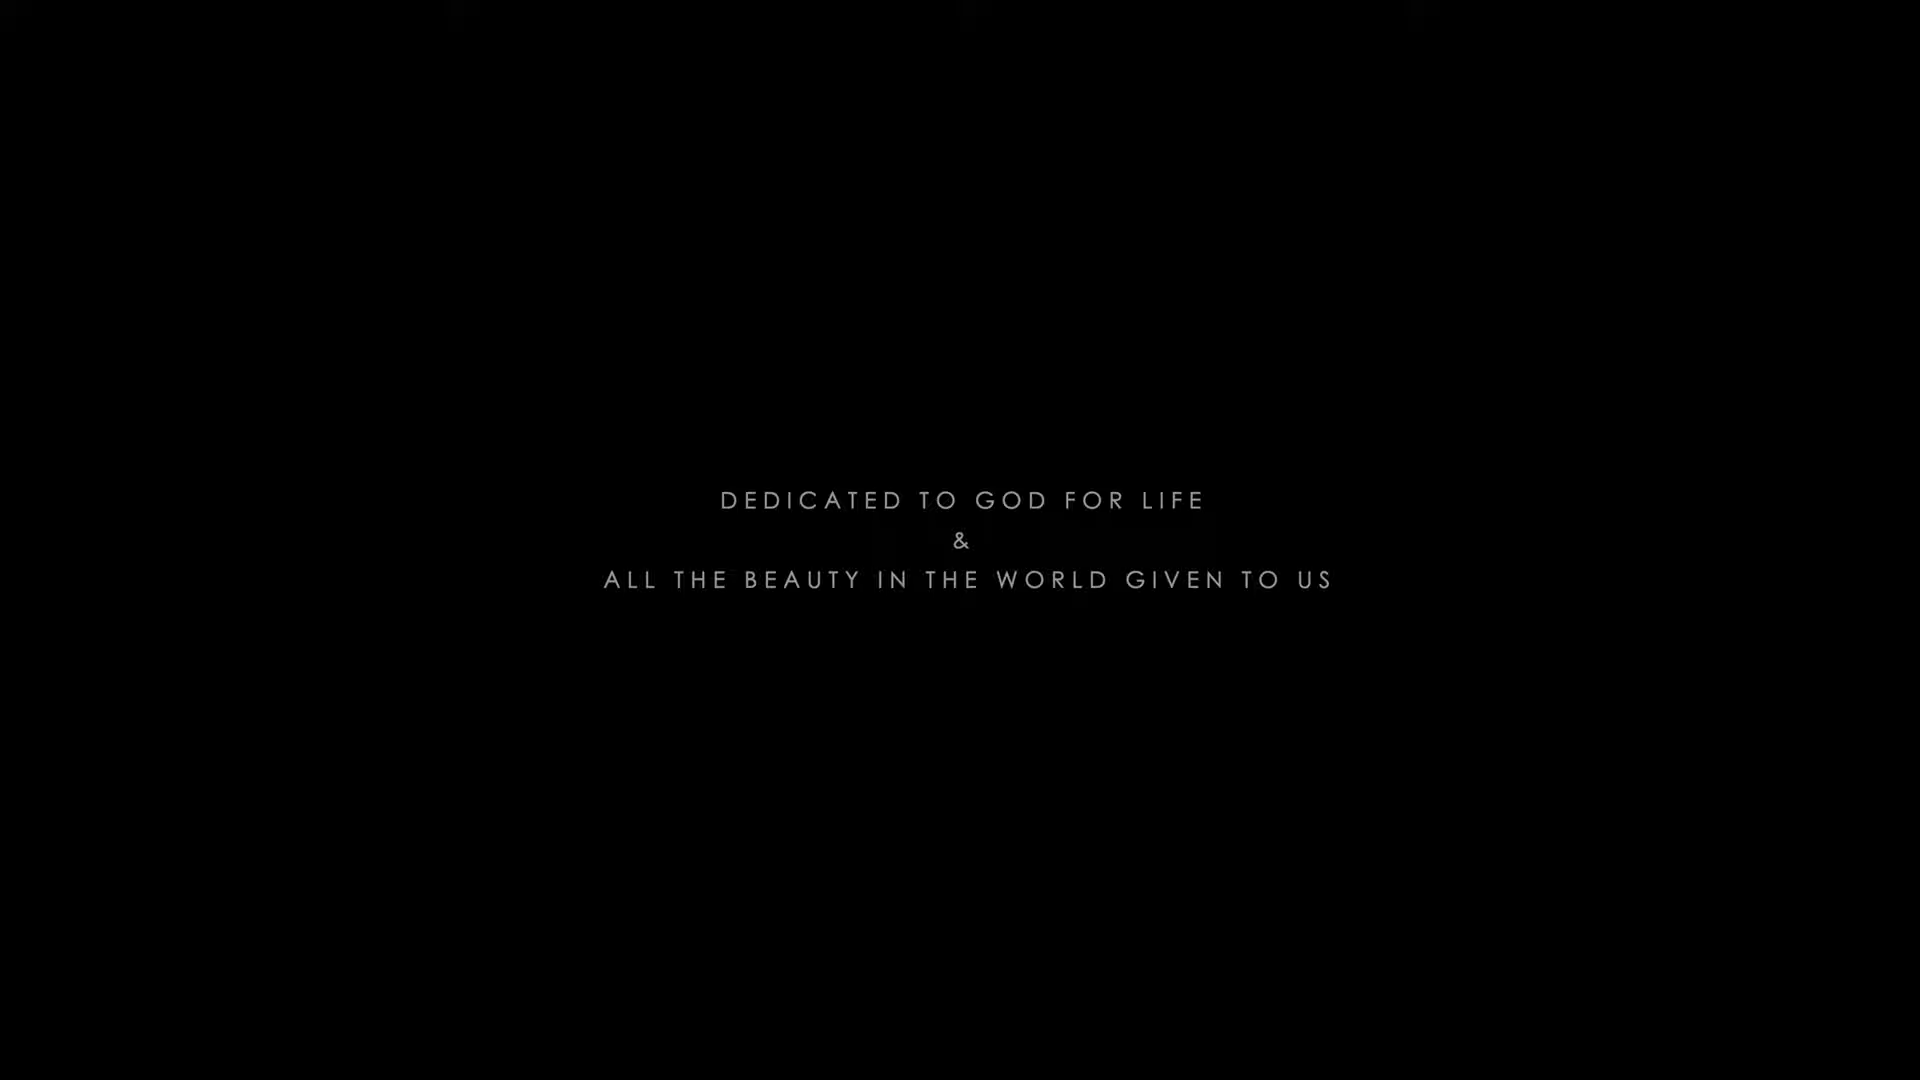 DEDICATED TO GOD FOR LIFE
&
ALL THE BEAUTY IN THE WORLD GIVEN TO US